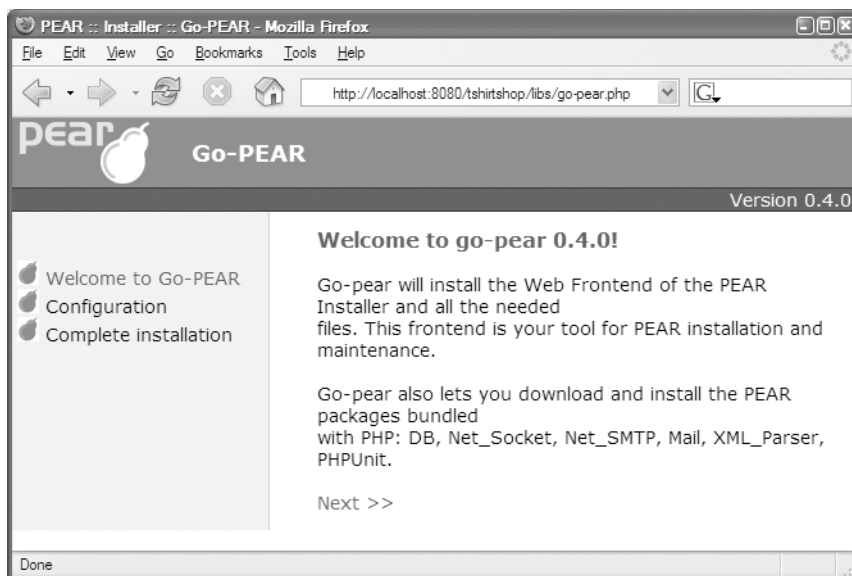 PEAR :: Installer :: Go-PEAR - Mozilla Firefox
File Edit View Go Bookmarks Tools Help
http://localhost:8080/tshirtshop/libs/go-pear.php
G
pear
Go-PEAR
Version 0.4.0
Welcome to Go-PEAR
Configuration
Complete installation
Welcome to go-pear 0.4.0!
Go-pear will install the Web Frontend of the PEAR
Installer and all the needed
files. This frontend is your tool for PEAR installation and
maintenance.
Go-pear also lets you download and install the PEAR
packages bundled
with PHP: DB, Net_Socket, Net_SMTP, Mail, XML_Parser,
PHPUnit.
Next >>
Done